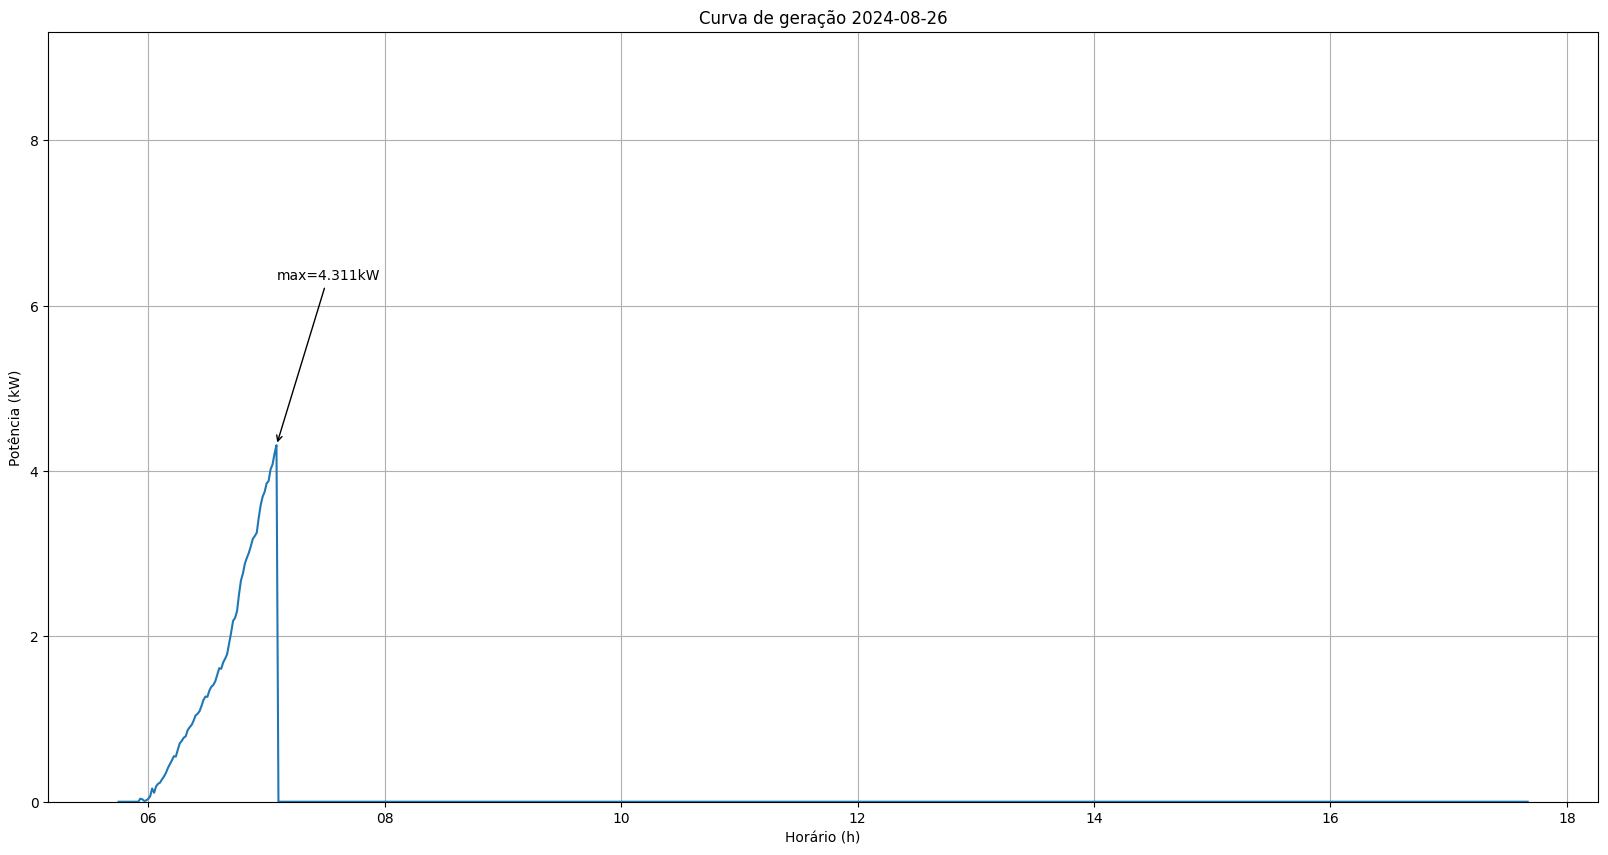 Curva de geração 2024-08-26
8
6
4
2
0
Potência (kW)
max=4.311kW
06 08 10 12 14 16 18
Horário (h)